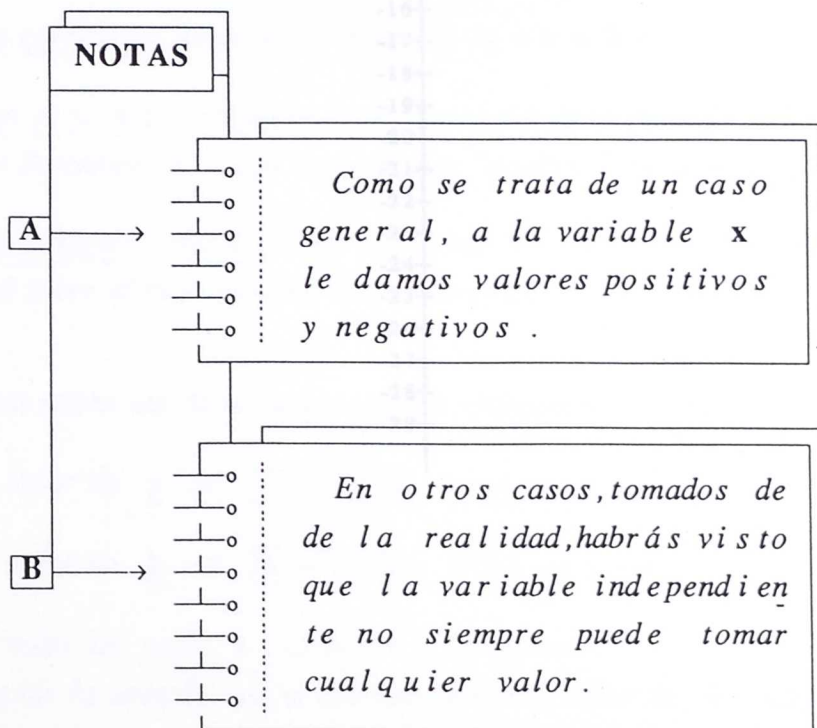 NOTAS
A
Como se trata de un caso
general, a la variable x
le damos valores positivos
y negativos .
B
En otros casos,tomados de
de la realidad,habrás visto
que la variable independien
te no siempre puede tomar
cualquier valor.